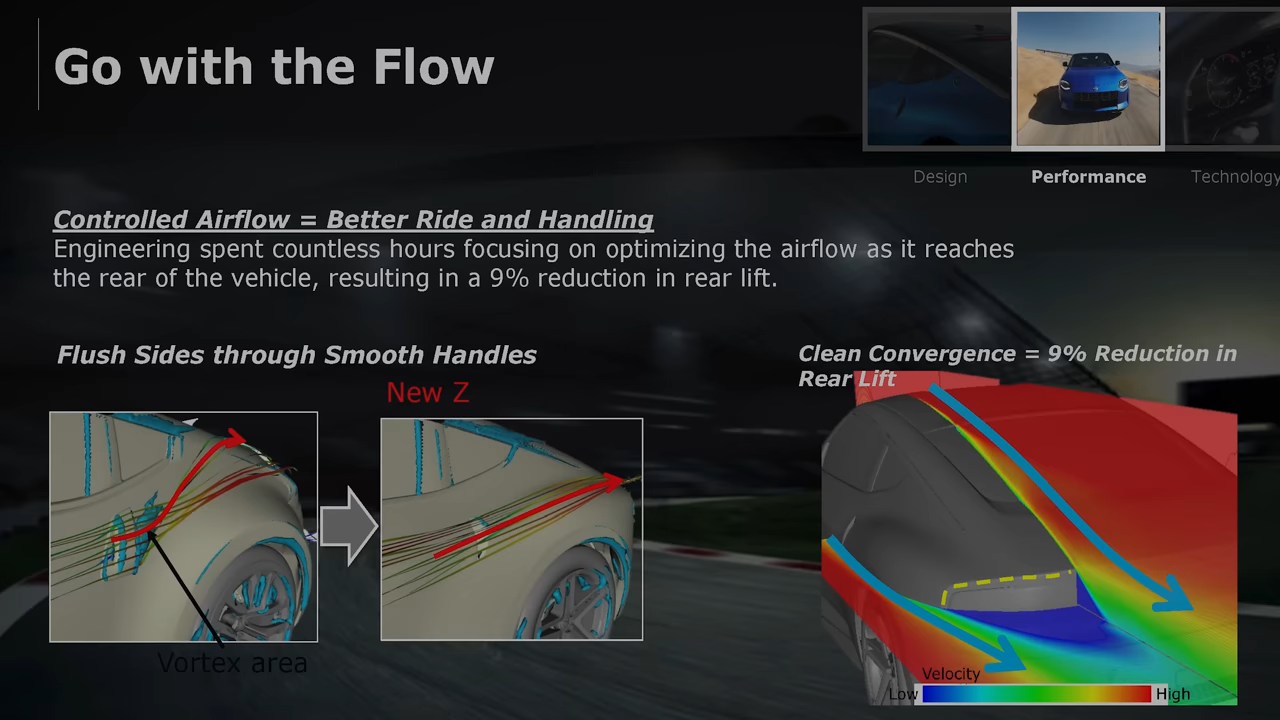 Go with the Flow
Design
Performance
Technology
Controlled Airflow = Better Ride and Handling
Engineering spent countless hours focusing on optimizing the airflow as it reaches
the rear of the vehicle, resulting in a 9% reduction in rear lift.
Flush Sides through Smooth Handles
New Z
Vortex area
Clean Convergence = 9% Reduction in
Rear Lift
Velocity
Low
High